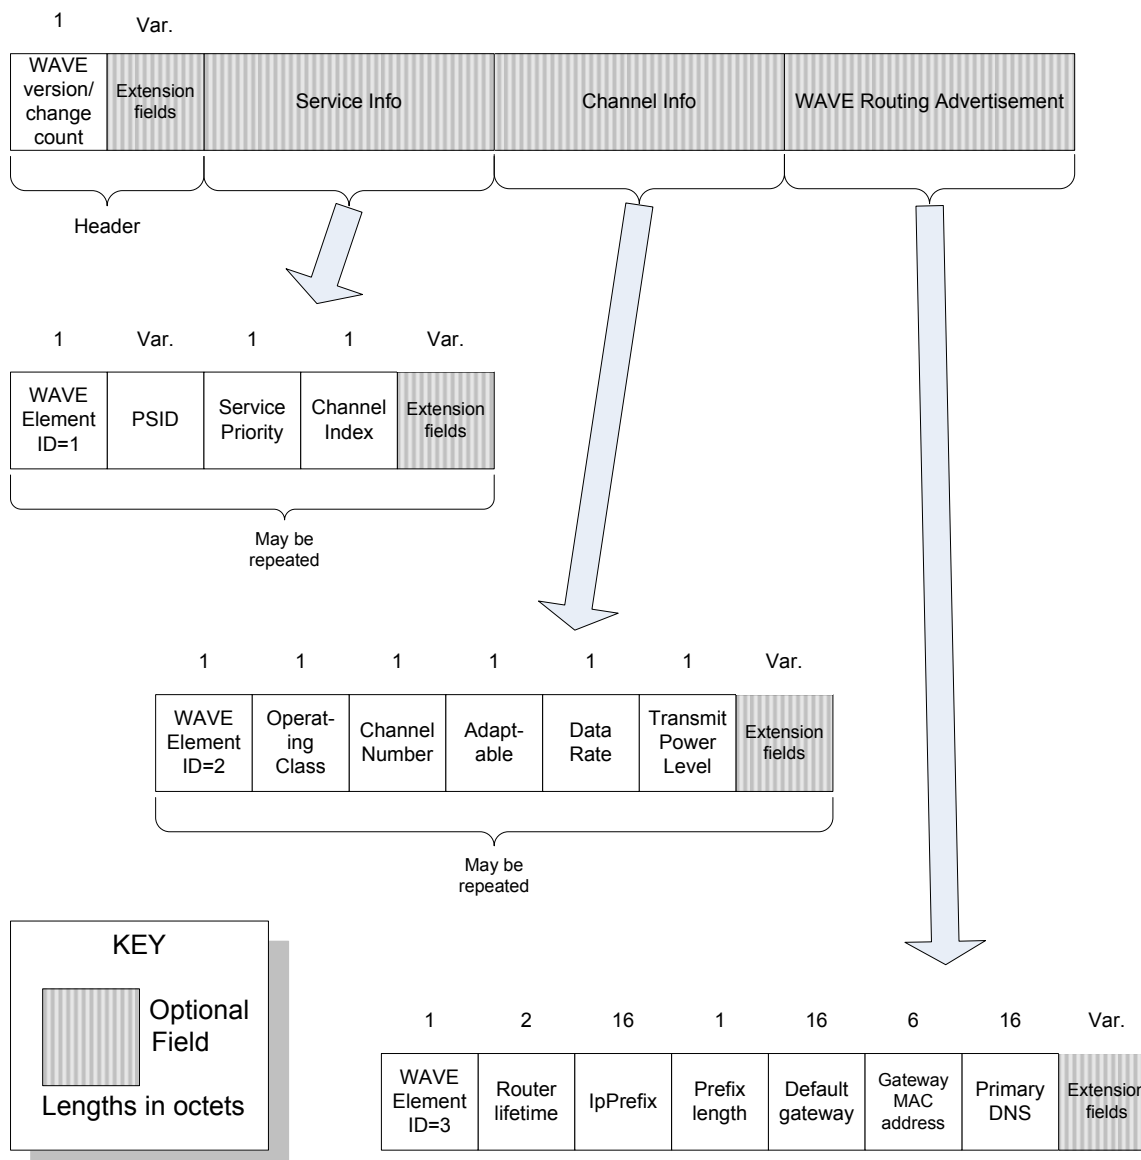 1 Var.
WAVE
version/
change
count
Extension
fields
Service Info
Channel Info
WAVE Routing Advertisement
Header
1 Var. 1 1 Var.
WAVE
Element
ID=1
PSID
Service
Priority
Channel
Index
Extension
fields
May be
repeated
1 1 1 1 1 1 Var.
WAVE
Element
ID=2
Operat-
ing
Class
Channel
Number
Adapt-
able
Data
Rate
Transmit
Power
Level
Extension
fields
May be
repeated
KEY
Optional
Field
Lengths in octets
1 2 16 1 16 6 16 Var.
WAVE
Element
ID=3
Router
lifetime
IpPrefix
Prefix
length
Default
gateway
Gateway
MAC
address
Primary
DNS
Extension
fields